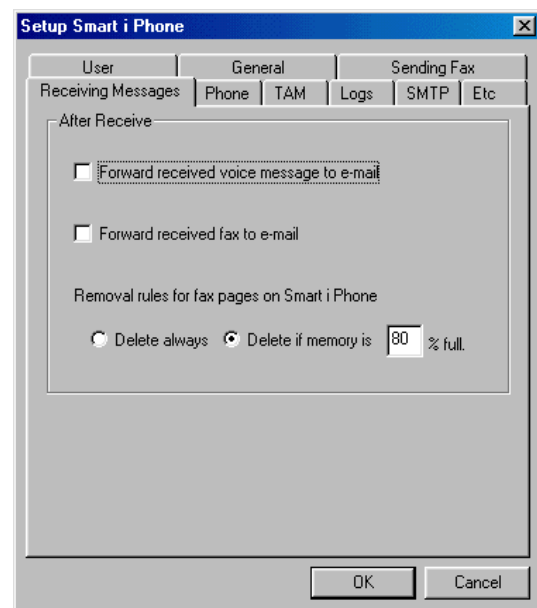 Setup Smart i Phone
User General Sending Fax
Receiving Messages Phone TAM Logs SMTP Etc
After Receive
Forward received voice message to e-mail
Forward received fax to e-mail
Removal rules for fax pages on Smart i Phone
Delete always Delete if memory is 80 % full.
OK Cancel